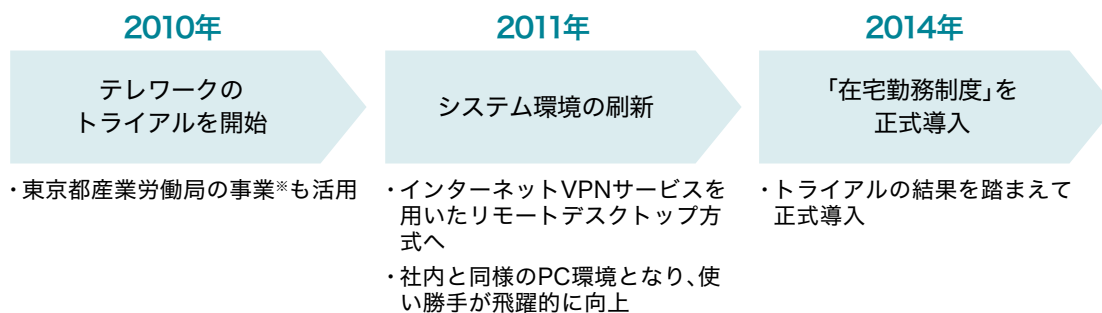 2010年
テレワークの
トライアルを開始
・東京都産業労働局の事業※も活用
2011年
システム環境の刷新
・インターネットVPNサービスを
用いたリモートデスクトップ方
式へ
・社内と同様のPC環境となり、使
い勝手が飛躍的に向上
2014年
「在宅勤務制度」を
正式導入
・トライアルの結果を踏まえて
正式導入